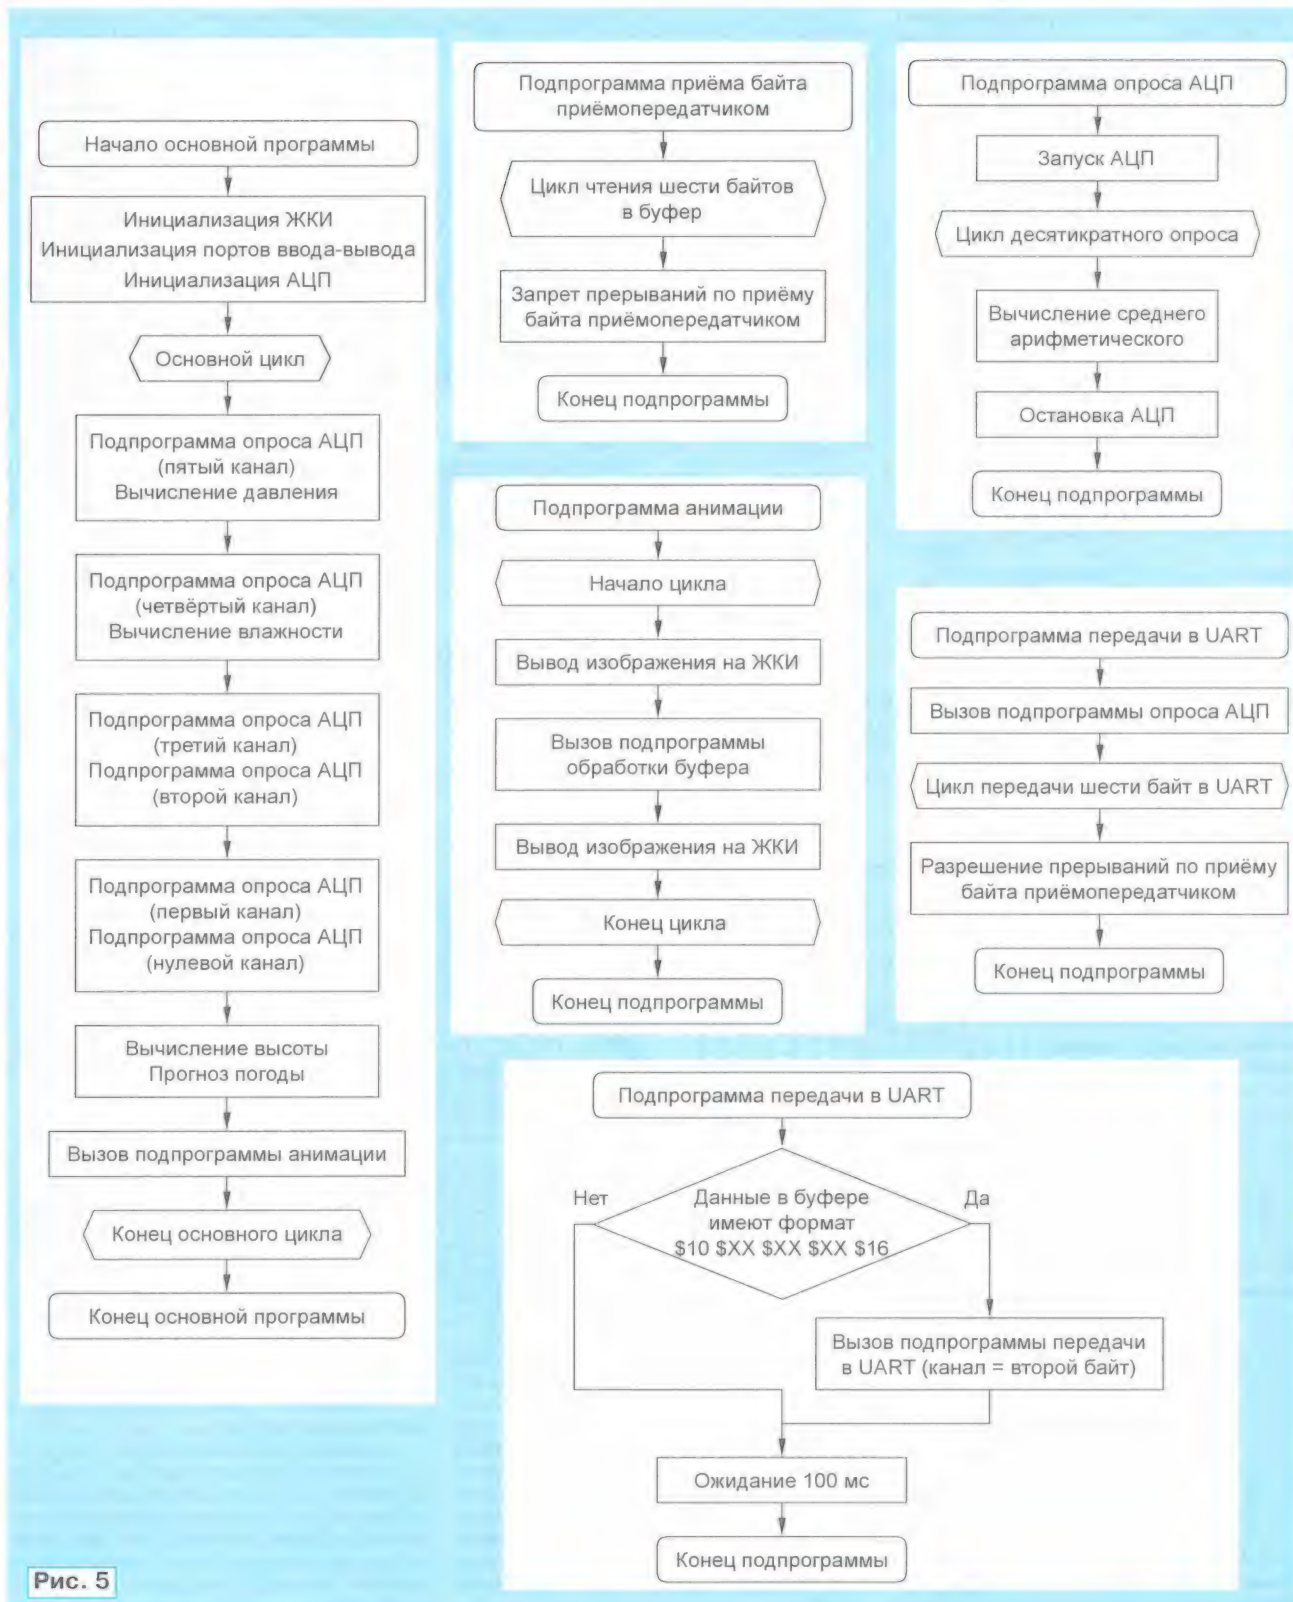 Начало основной программы
Инициализация ЖКИ
Инициализация портов ввода-вывода
Инициализация АЦП
Основной цикл
Подпрограмма опроса АЦП
(пятый канал)
Вычисление давления
Подпрограмма опроса АЦП
(четвёртый канал)
Вычисление влажности
Подпрограмма опроса АЦП
(третий канал)
Подпрограмма опроса АЦП
(второй канал)
Подпрограмма опроса АЦП
(первый канал)
Подпрограмма опроса АЦП
(нулевой канал)
Вычисление высоты
Прогноз погоды
Вызов подпрограммы анимации
Конец основного цикла
Конец основной программы
Подпрограмма приёма байта
приёмопередатчиком
Цикл чтения шести байтов
в буфер
Запрет прерываний по приёму
байта приёмопередатчиком
Конец подпрограммы
Подпрограмма анимации
Начало цикла
Вывод изображения на ЖКИ
Вызов подпрограммы
обработки буфера
Вывод изображения на ЖКИ
Конец цикла
Конец подпрограммы
Подпрограмма опроса АЦП
Запуск АЦП
Цикл десятикратного опроса
Вычисление среднего
арифметического
Остановка АЦП
Конец подпрограммы
Подпрограмма передачи в UART
Вызов подпрограммы опроса АЦП
Цикл передачи шести байт в UART
Разрешение прерываний по приёму
байта приёмопередатчиком
Конец подпрограммы
Подпрограмма передачи в UART
Нет
Данные в буфере
имеют формат
$10 $XX $XX $XX $16
Да
Вызов подпрограммы передачи
в UART (канал = второй байт)
Ожидание 100 мс
Конец подпрограммы
Рис. 5